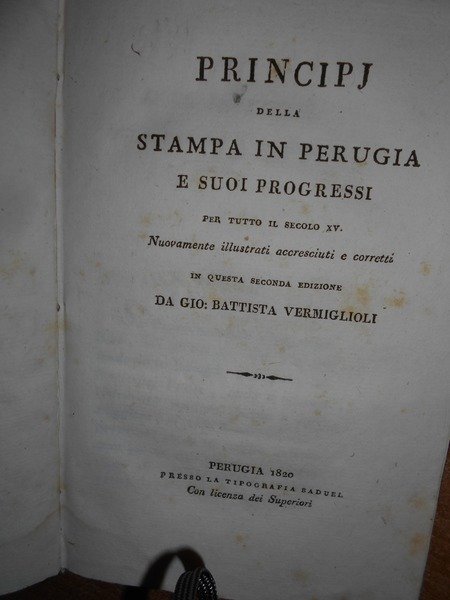 PRINCIPJ
DELLA
STAMPA IN PERUGIA
E SUOI PROGRESSI
PER TUTTO IL SECOLO XV.
Nuovamente illustrati accresciuti e corretti
IN QUESTA SECONDA EDIZIONE
DA GIO: BATTISTA VERMIGLIOLI
PERUGIA 1820
PRESSO LA TIPOGRAFIA BADUEL
Con licenza dei Superiori